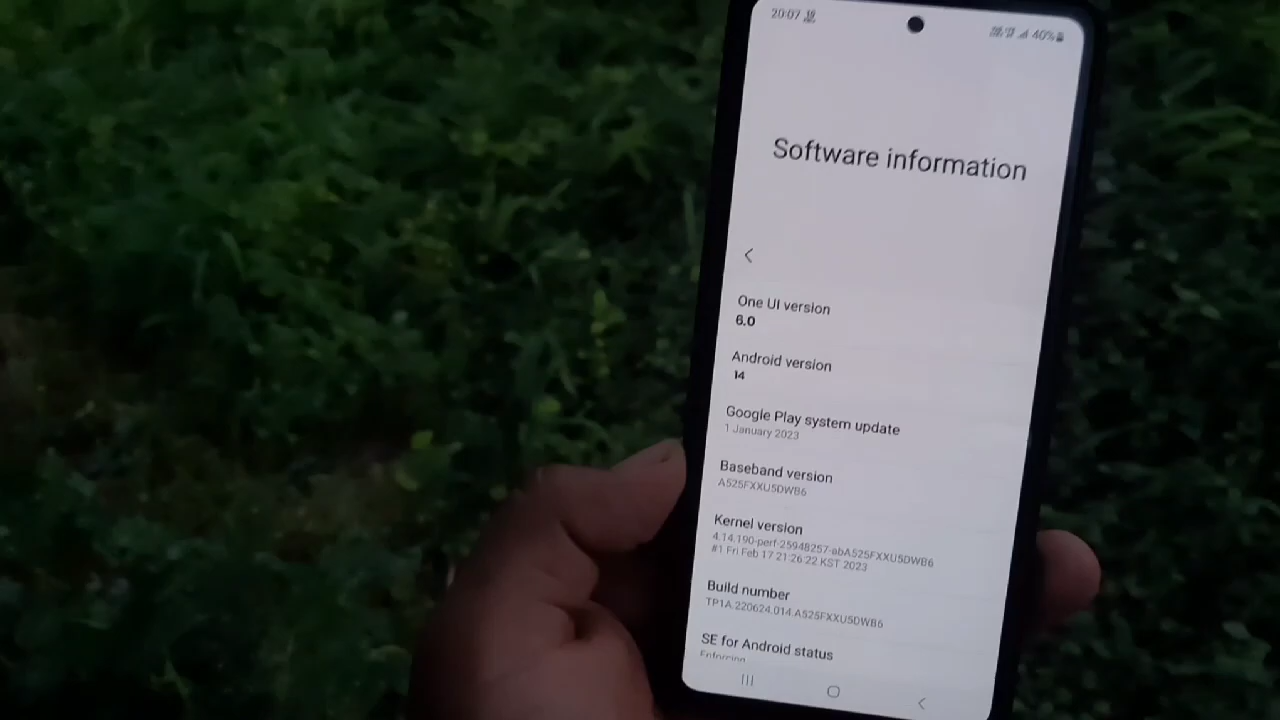 20:07
40%
Software information
One UI version
6.0
Android version
14
Google Play system update
1 January 2023
Baseband version
A525FXXU5DWB6
Kernel version
4.14.190-perf-25948257-abA525FXXU5DWB6
#1 Fri Feb 17 21:26:22 KST 2023
Build number
TP1A.220624.014.A525FXXU5DWB6
SE for Android status